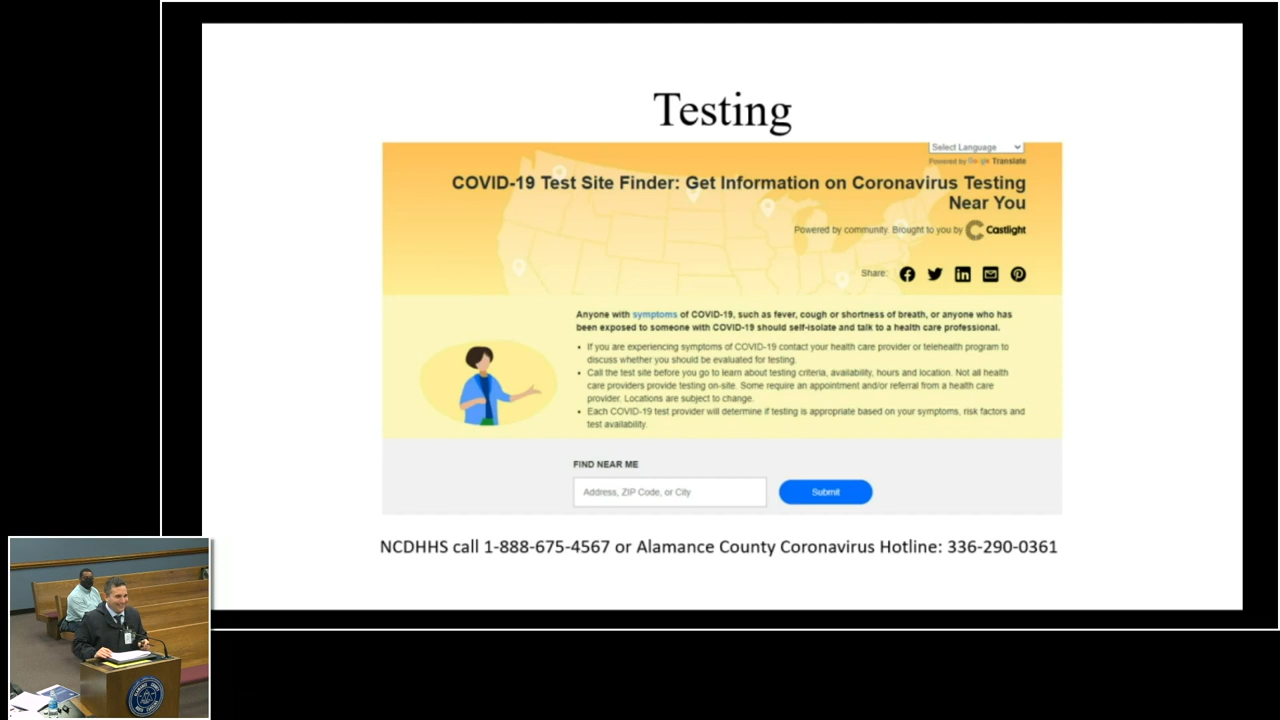 Testing
Select Language
Powered by Google Translate
COVID-19 Test Site Finder: Get Information on Coronavirus Testing
Near You
Powered by community. Brought to you by Castlight
Share:
Anyone with symptoms of COVID-19, such as fever, cough or shortness of breath, or anyone who has
been exposed to someone with COVID-19 should self-isolate and talk to a health care professional.
• If you are experiencing symptoms of COVID-19 contact your health care provider or telehealth program to
discuss whether you should be evaluated for testing.
• Call the test site before you go to learn about testing criteria, availability, hours and location. Not all health
care providers provide testing on-site. Some require an appointment and/or referral from a health care
provider. Locations are subject to change.
• Each COVID-19 test provider will determine if testing is appropriate based on your symptoms, risk factors and
test availability.
FIND NEAR ME
Address, ZIP Code, or City
Submit
NCDHHS call 1-888-675-4567 or Alamance County Coronavirus Hotline: 336-290-0361